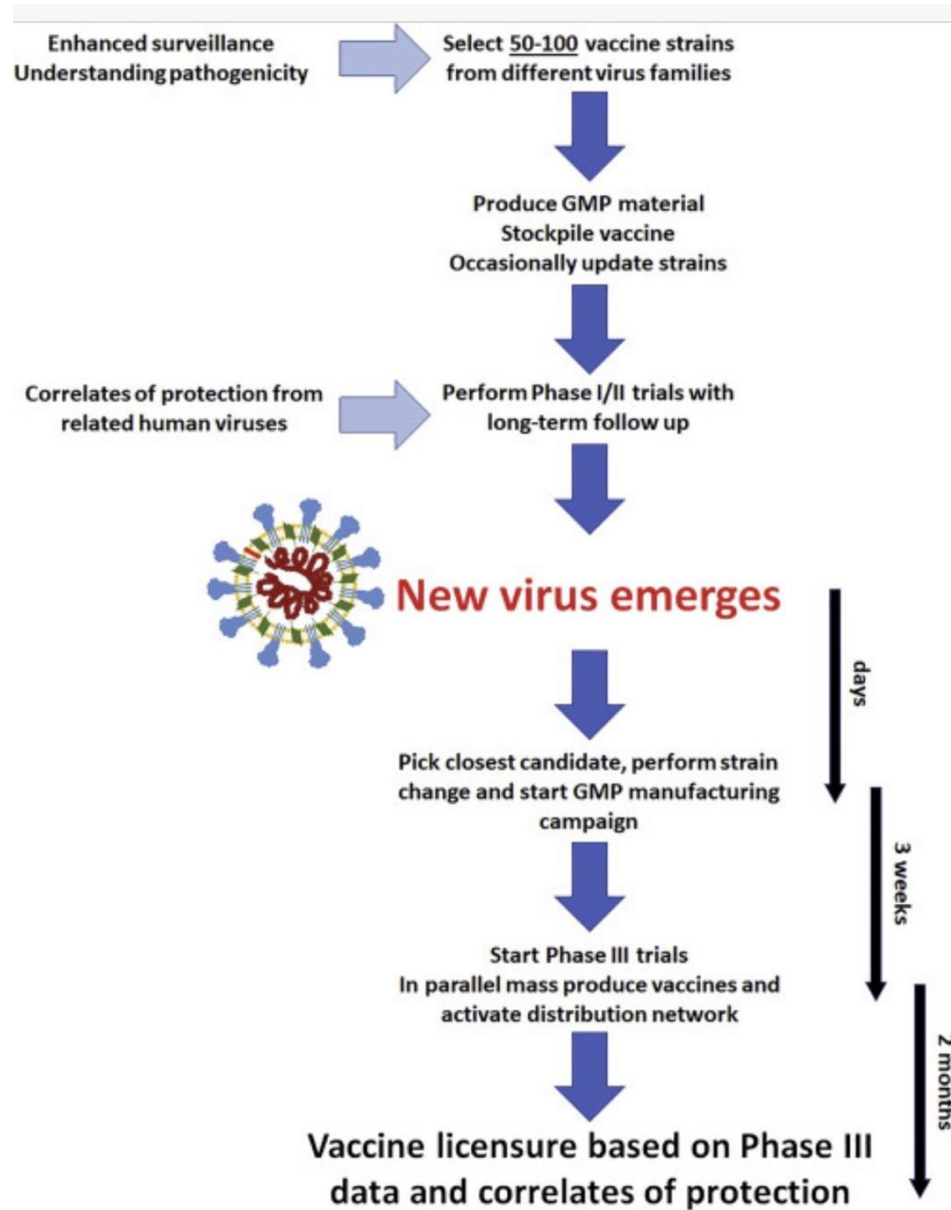 Enhanced surveillance
Understanding pathogenicity
Select 50-100 vaccine strains
from different virus families
Produce GMP material
Stockpile vaccine
Occasionally update strains
Correlates of protection from
related human viruses
Perform Phase I/II trials with
long-term follow up
New virus emerges
days
Pick closest candidate, perform strain
change and start GMP manufacturing
campaign
3 weeks
Start Phase III trials
In parallel mass produce vaccines and
activate distribution network
2 months
Vaccine licensure based on Phase III
data and correlates of protection